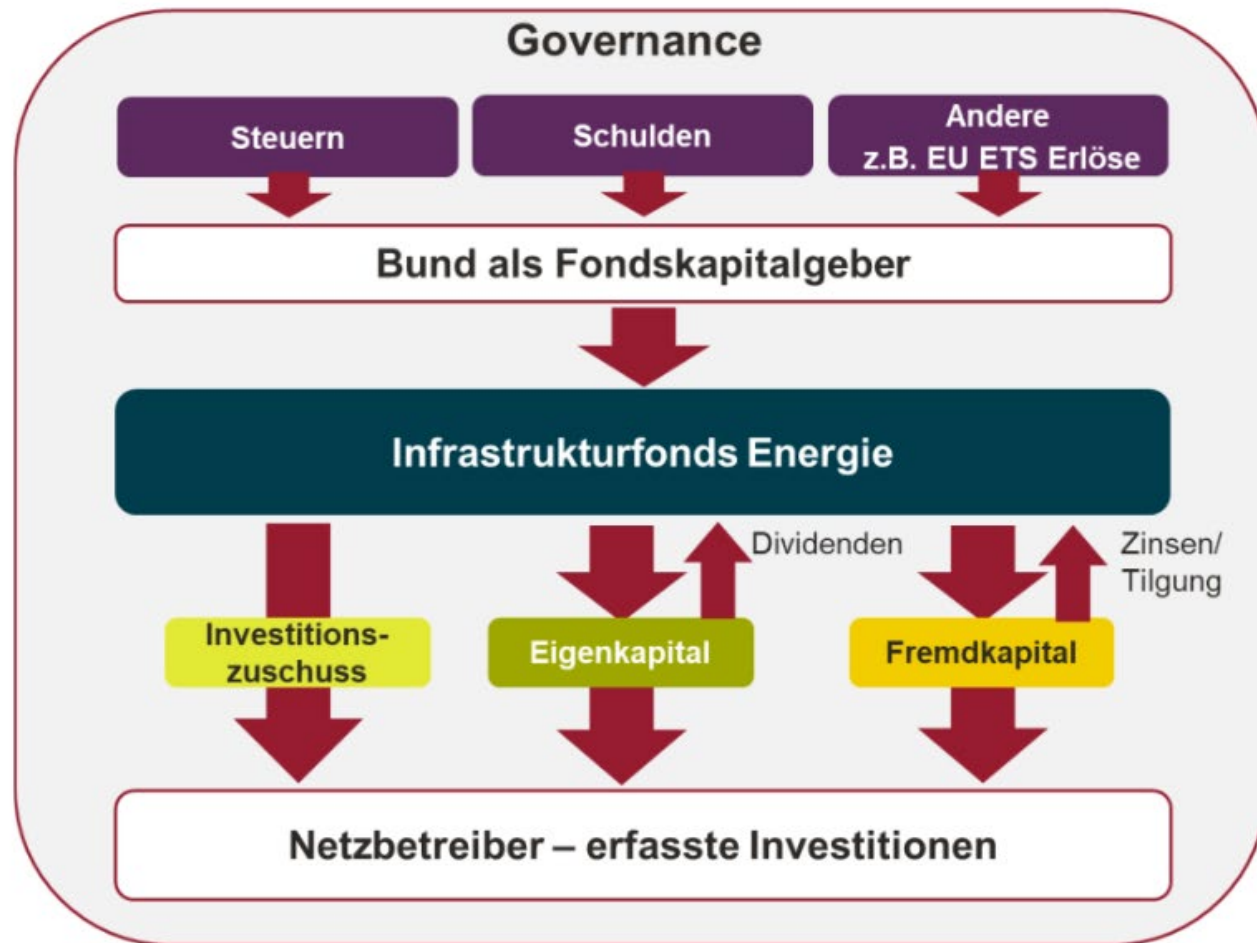 Governance
Steuern
Schulden
Andere
z.B. EU ETS Erlöse
Bund als Fondskapitalgeber
Infrastrukturfonds Energie
Dividenden
Zinsen/
Tilgung
Investitions-
zuschuss
Eigenkapital
Fremdkapital
Netzbetreiber – erfasste Investitionen